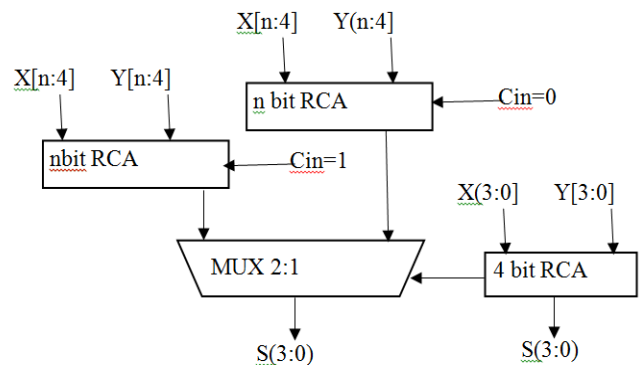 X[n:4] Y(n:4]
X[n:4] Y[n:4]
n bit RCA
Cin=0
nbit RCA
Cin=1
X(3:0] Y[3:0]
MUX 2:1
4 bit RCA
S(3:0)
S(3:0)